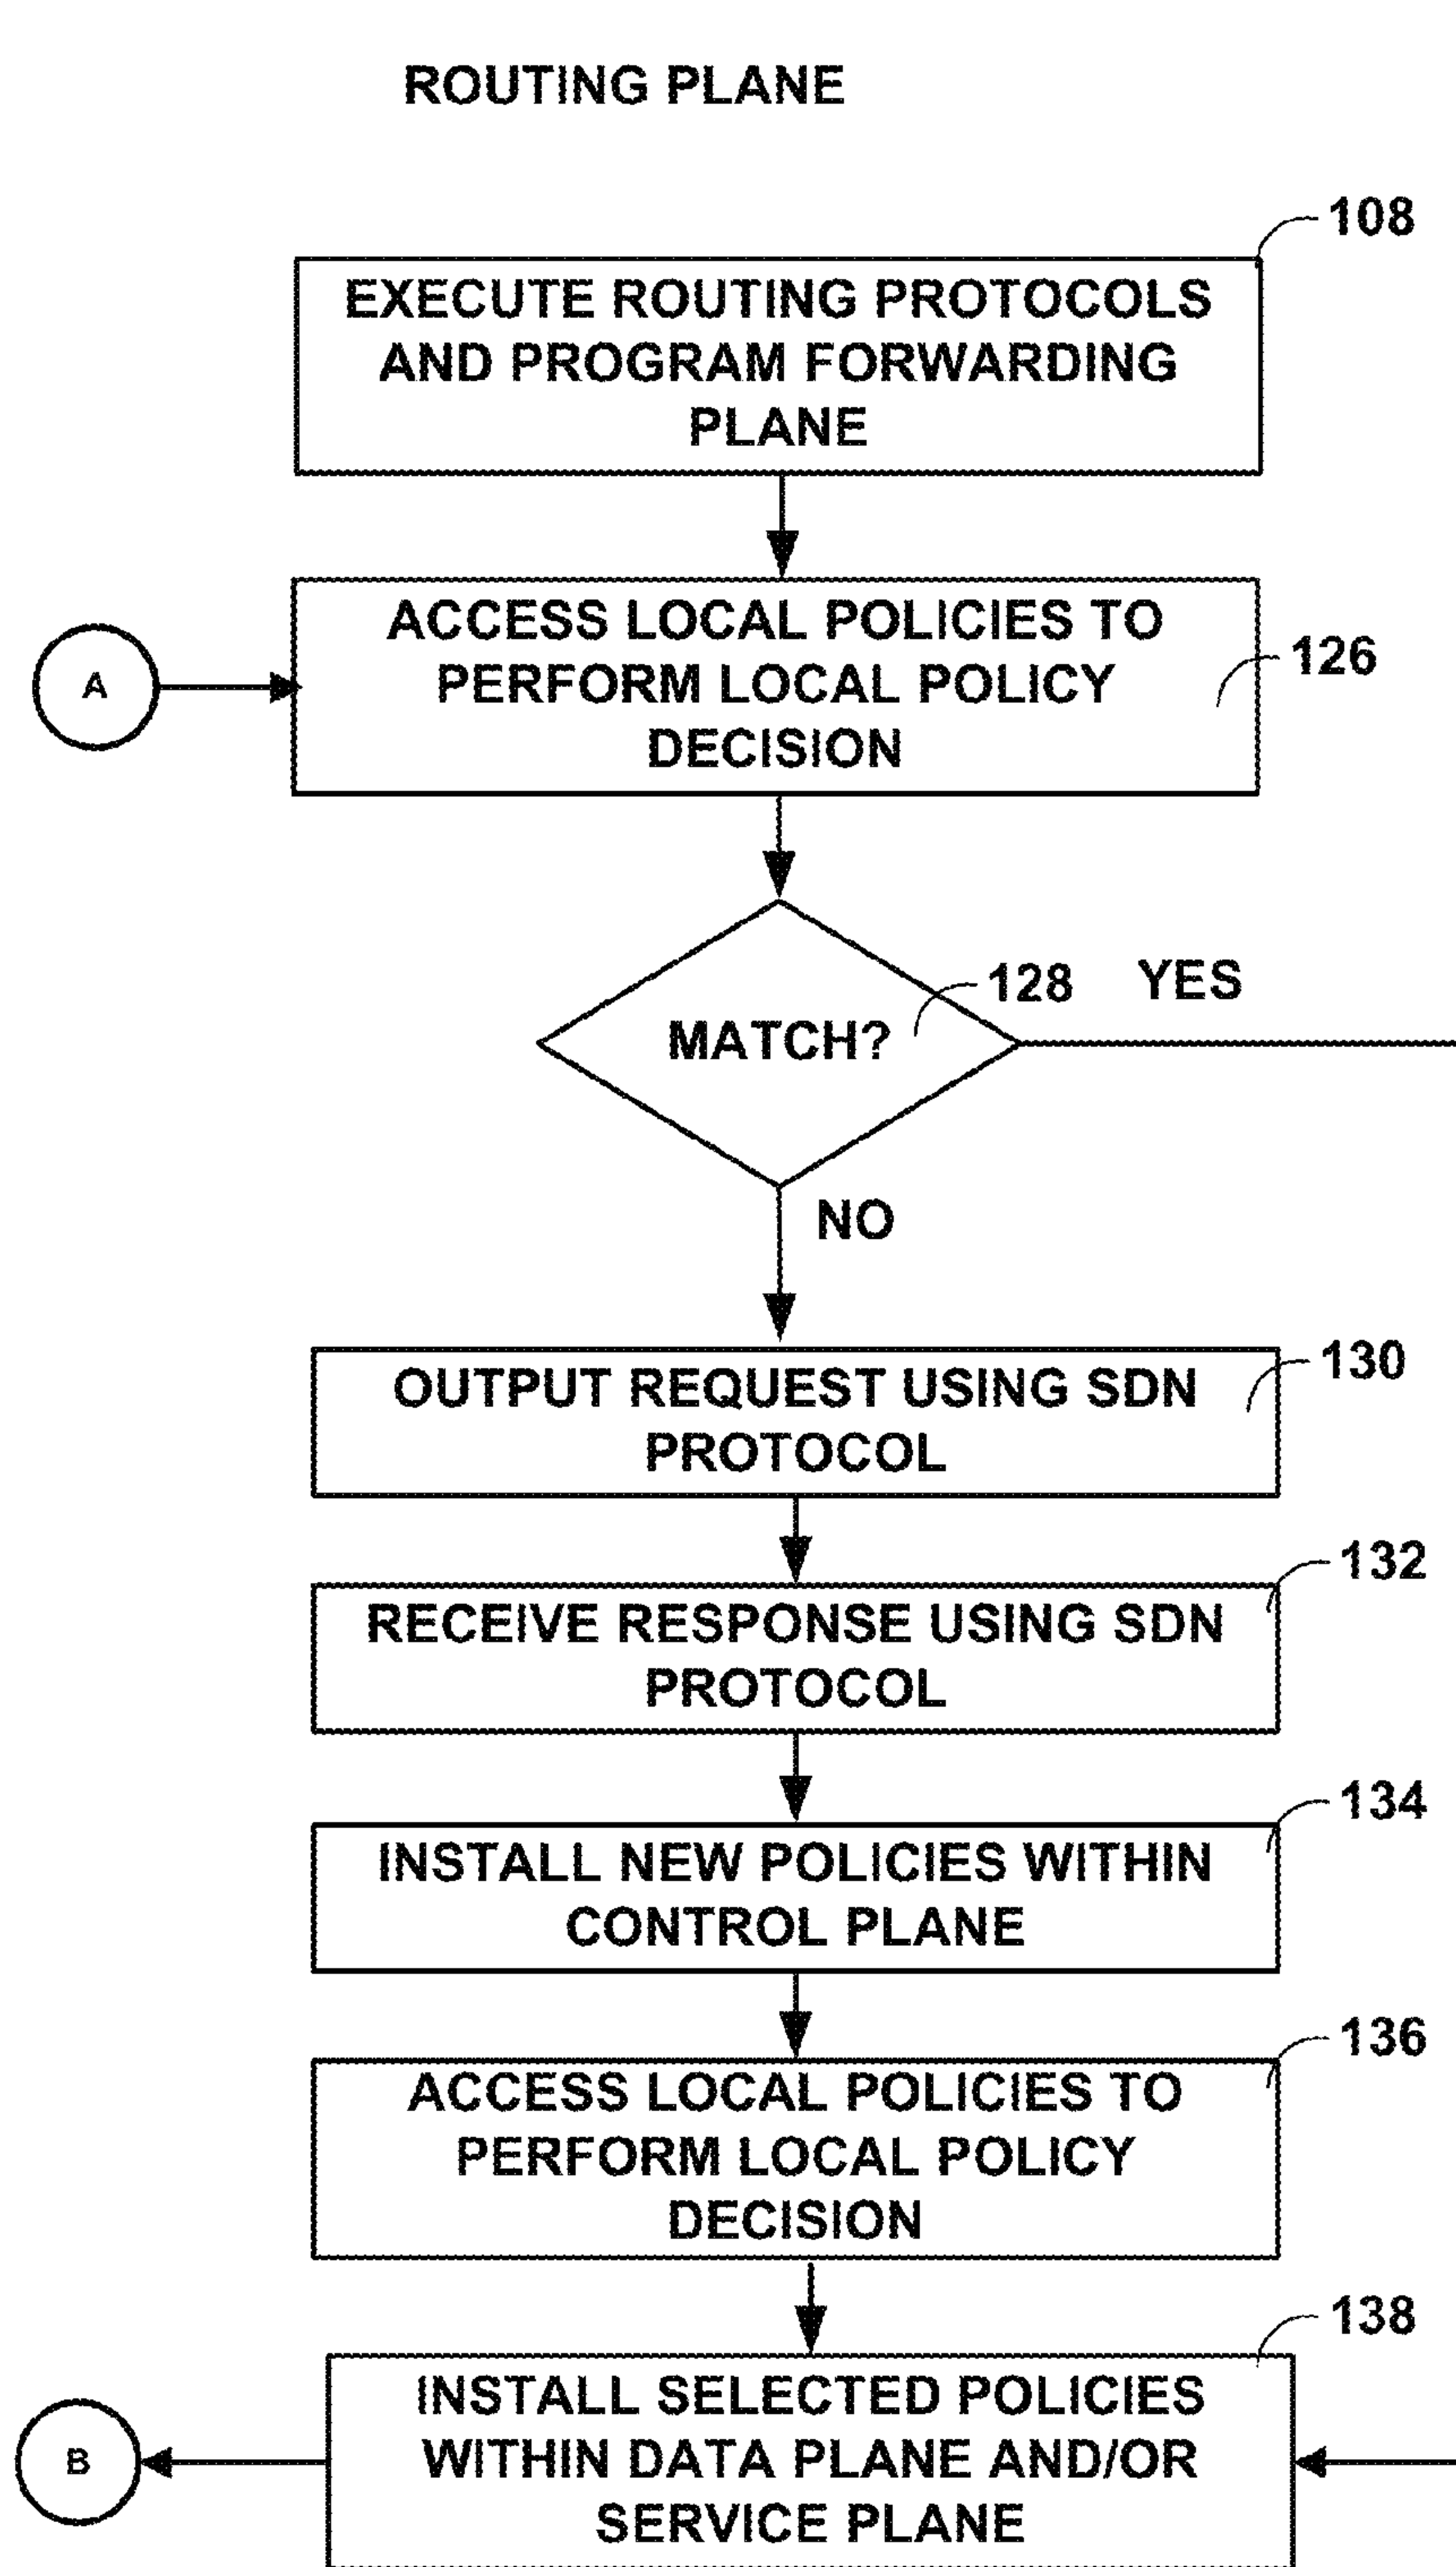 ROUTING PLANE
108
EXECUTE ROUTING PROTOCOLS
AND PROGRAM FORWARDING
PLANE
A
ACCESS LOCAL POLICIES TO
PERFORM LOCAL POLICY
DECISION
126
MATCH?
128
YES
NO
OUTPUT REQUEST USING SDN
PROTOCOL
130
RECEIVE RESPONSE USING SDN
PROTOCOL
132
INSTALL NEW POLICIES WITHIN
CONTROL PLANE
134
ACCESS LOCAL POLICIES TO
PERFORM LOCAL POLICY
DECISION
136
138
INSTALL SELECTED POLICIES
WITHIN DATA PLANE AND/OR
SERVICE PLANE
B